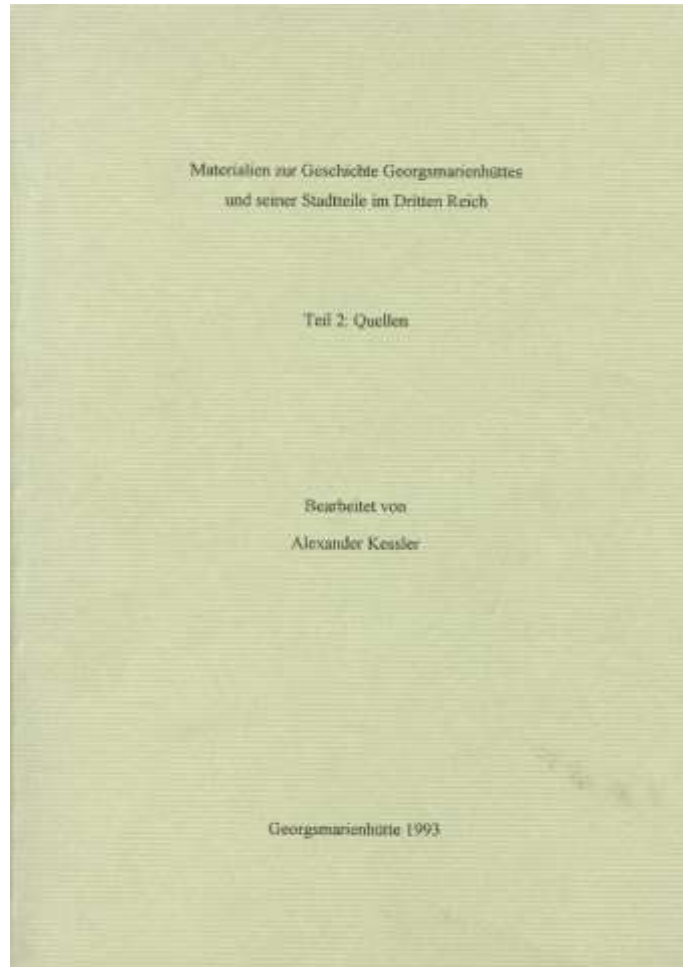 Materialien zur Geschichte Georgsmarienhüttes
und seiner Stadtteile im Dritten Reich
Teil 2: Quellen
Bearbeitet von
Alexander Kessler
Georgsmarienhütte 1993